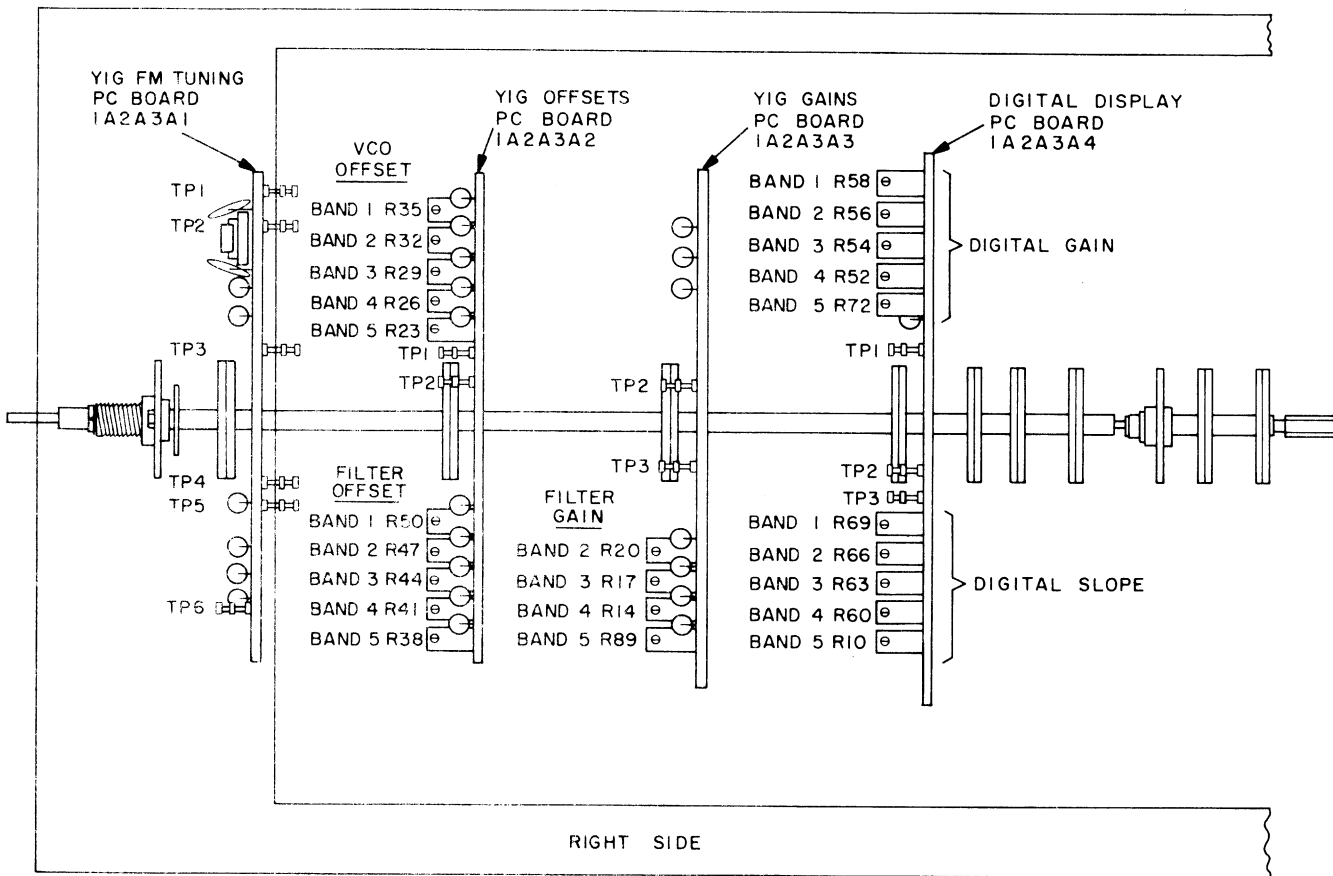 YIG FM TUNING
PC BOARD
1A2A3A1
TP1
TP2
TP3
TP4
TP5
TP6
YIG OFFSETS
PC BOARD
1A2A3A2
VCO
OFFSET
BAND 1 R35
BAND 2 R32
BAND 3 R29
BAND 4 R26
BAND 5 R23
TP1
TP2
FILTER
OFFSET
BAND 1 R50
BAND 2 R47
BAND 3 R44
BAND 4 R41
BAND 5 R38
YIG GAINS
PC BOARD
1A2A3A3
TP2
TP3
FILTER
GAIN
BAND 2 R20
BAND 3 R17
BAND 4 R14
BAND 5 R89
DIGITAL DISPLAY
PC BOARD
1A2A3A4
BAND 1 R58
BAND 2 R56
BAND 3 R54
BAND 4 R52
BAND 5 R72
DIGITAL GAIN
TP1
TP2
TP3
BAND 1 R69
BAND 2 R66
BAND 3 R63
BAND 4 R60
BAND 5 R10
DIGITAL SLOPE
RIGHT SIDE